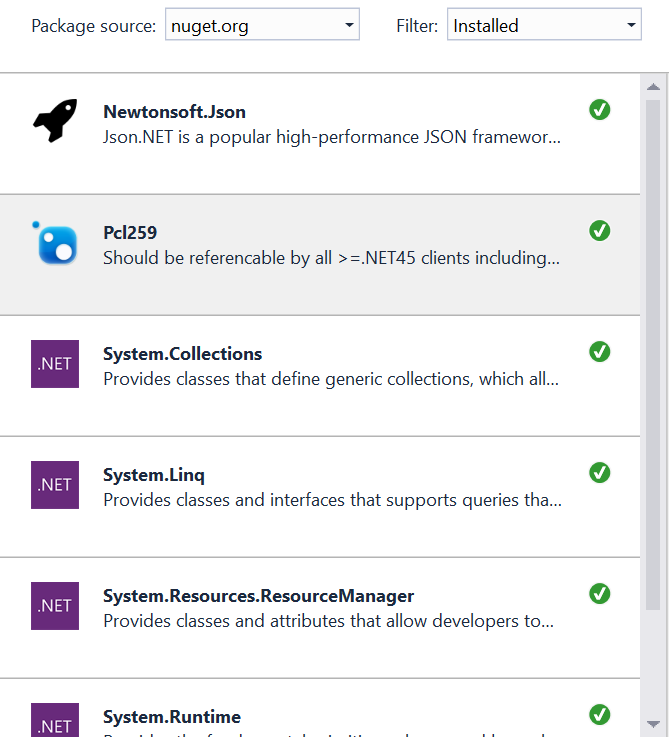 Package source: nuget.org Filter: Installed
Newtonsoft.Json
Json.NET is a popular high-performance JSON framewor...
Pcl259
Should be referencable by all >=.NET45 clients including...
.NET System.Collections
Provides classes that define generic collections, which all...
.NET System.Linq
Provides classes and interfaces that supports queries tha...
.NET System.Resources.ResourceManager
Provides classes and attributes that allow developers to...
.NET System.Runtime